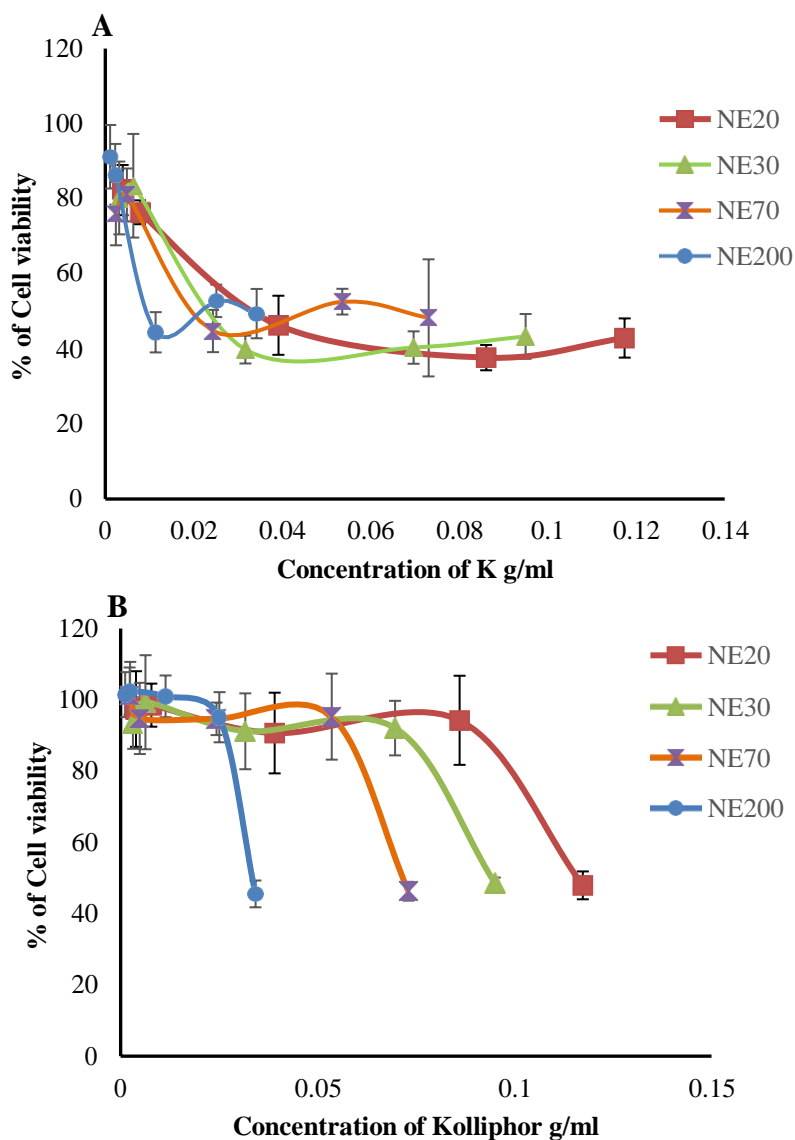 A
120
100
80
60
40
20
0
% of Cell viability
0 0.02 0.04 0.06 0.08 0.1 0.12 0.14
Concentration of K g/ml
NE20
NE30
NE70
NE200
B
120
100
80
60
40
20
0
% of Cell viability
0 0.05 0.1 0.15
Concentration of Kolliphor g/ml
NE20
NE30
NE70
NE200